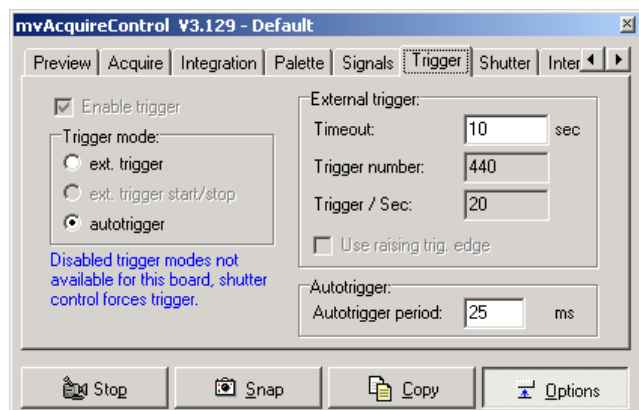 mvAcquireControl V3.129 - Default
Preview Acquire Integration Palette Signals Trigger Shutter Inter
Enable trigger
Trigger mode:
ext. trigger
ext. trigger start/stop
autotrigger
Disabled trigger modes not
available for this board, shutter
control forces trigger.
External trigger:
Timeout: 10 sec
Trigger number: 440
Trigger / Sec: 20
Use raising trig. edge
Autotrigger:
Autotrigger period: 25 ms
Stop Snap Copy Options